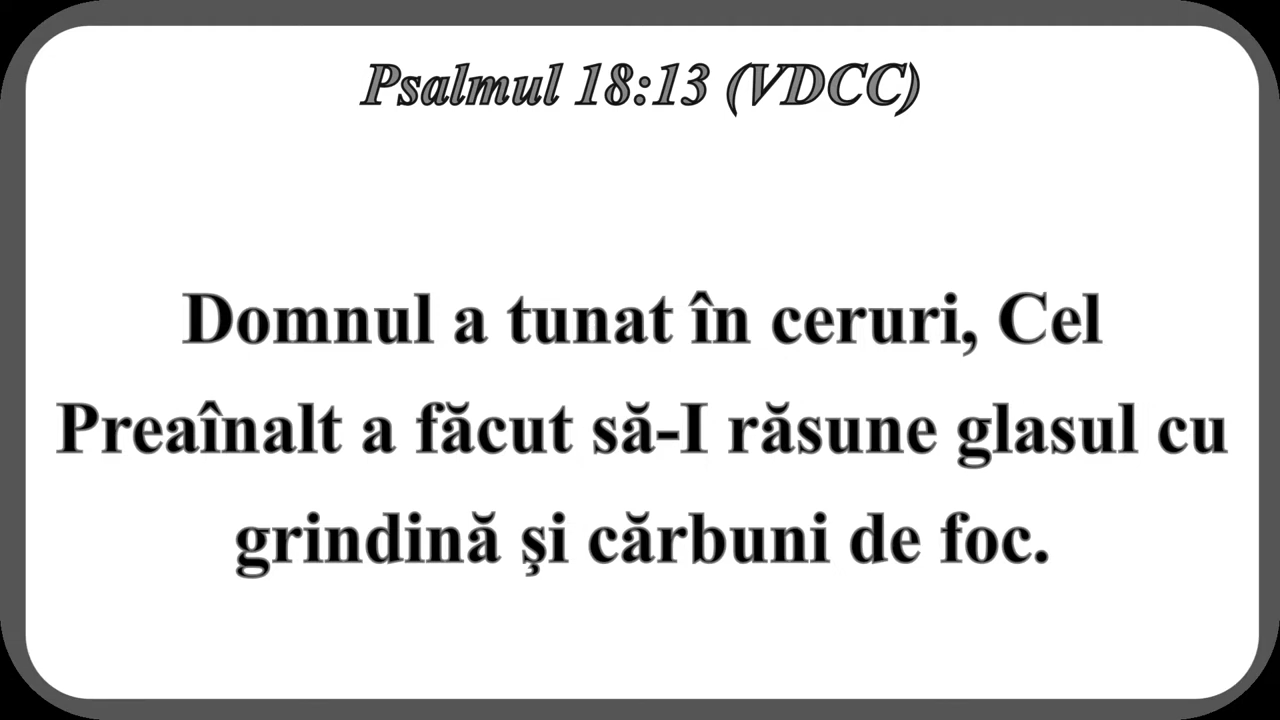 Psalmul 18:13 (VDCC)
Domnul a tunat în ceruri, Cel
Preaînalt a făcut să-I răsune glasul cu
grindină şi cărbuni de foc.